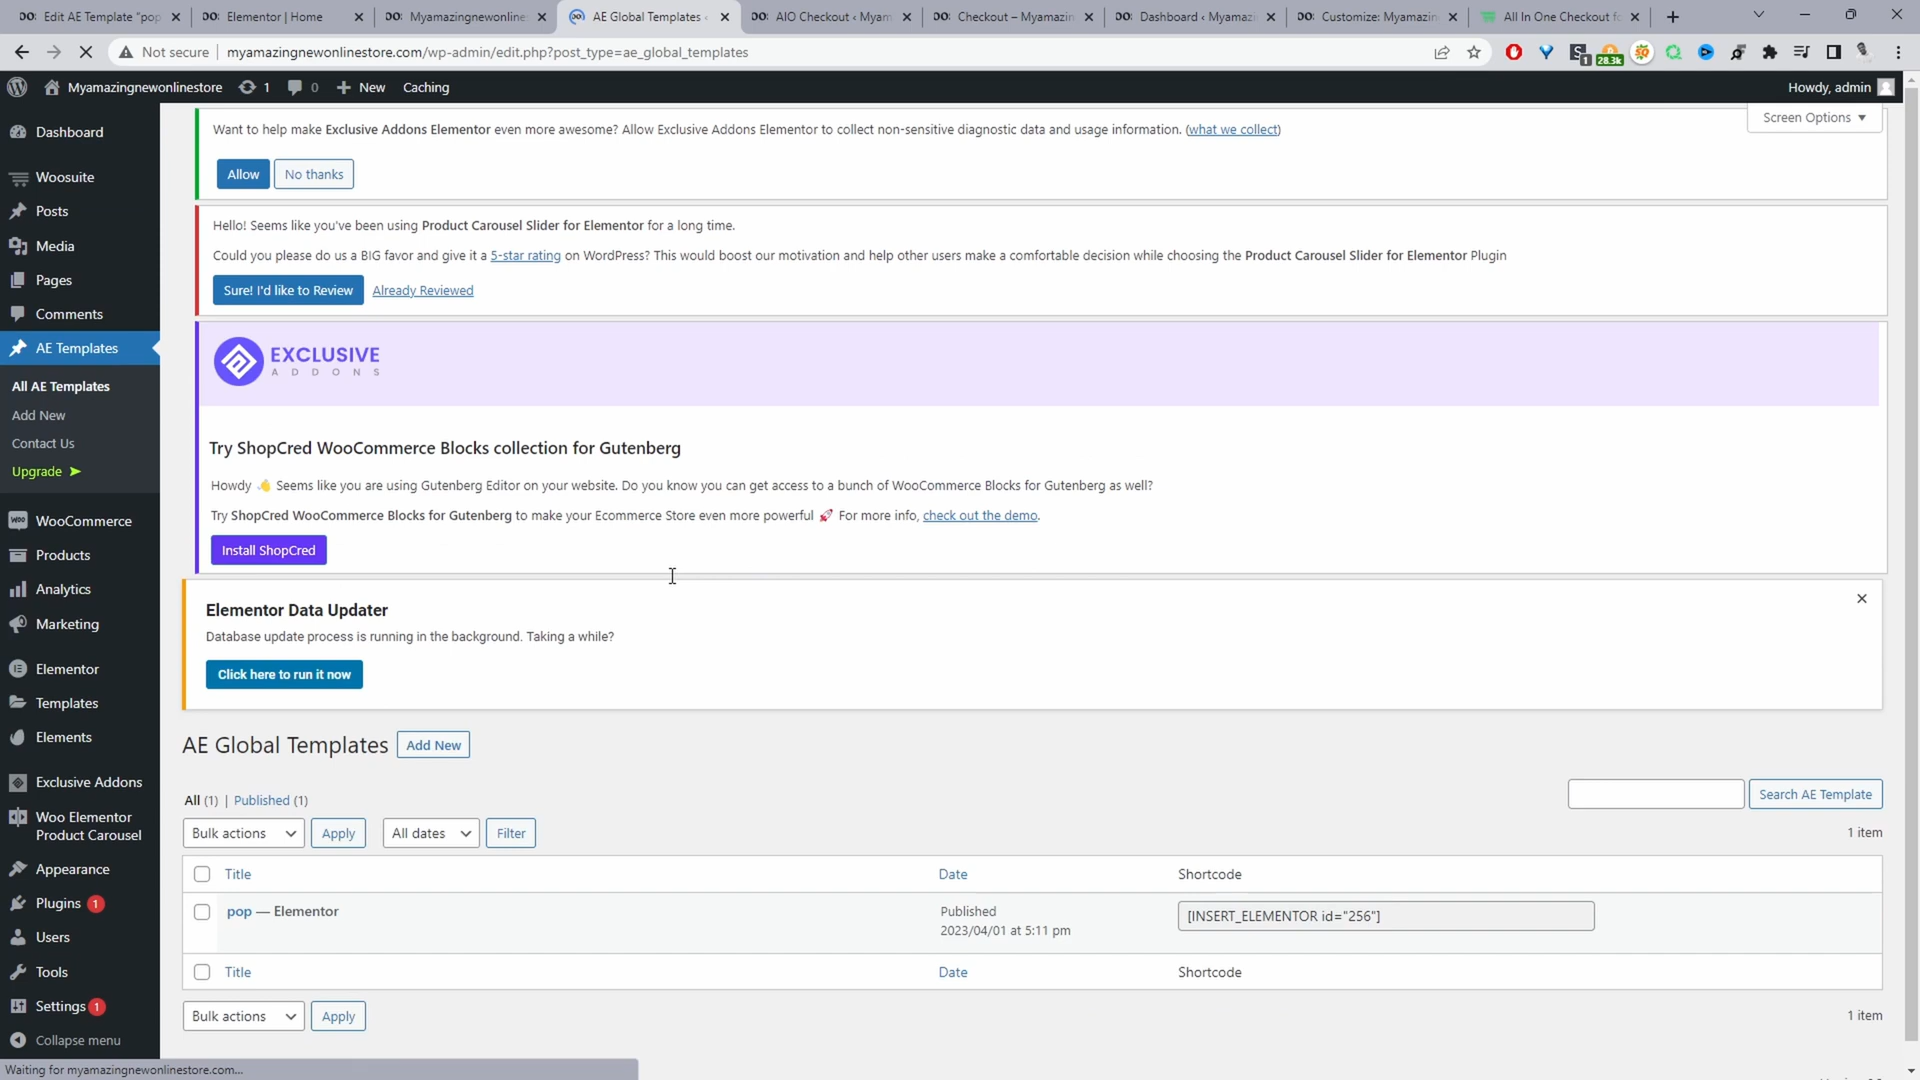 Edit AE Template "pop
Elementor | Home
Myamazingnewonline
AE Global Templates ‹
AIO Checkout ‹ Myam
Checkout – Myamazin
Dashboard ‹ Myamaz
Customize: Myamazin
All In One Checkout fo
Not secure
myamazingnewonlinestore.com/wp-admin/edit.php?post_type=ae_global_templates
1
28.3k
Myamazingnewonlinestore
1
0
New
Caching
Howdy, admin
Screen Options
Dashboard
Woosuite
Posts
Media
Pages
Comments
AE Templates
All AE Templates
Add New
Contact Us
Upgrade ➤
WooCommerce
Products
Analytics
Marketing
Elementor
Templates
Elements
Exclusive Addons
Woo Elementor
Product Carousel
Appearance
Plugins 1
Users
Tools
Settings 1
Collapse menu
Want to help make Exclusive Addons Elementor even more awesome? Allow Exclusive Addons Elementor to collect non-sensitive diagnostic data and usage information. (what we collect)
Allow
No thanks
Hello! Seems like you've been using Product Carousel Slider for Elementor for a long time.
Could you please do us a BIG favor and give it a 5-star rating on WordPress? This would boost our motivation and help other users make a comfortable decision while choosing the Product Carousel Slider for Elementor Plugin
Sure! I'd like to Review
Already Reviewed
EXCLUSIVE
ADDONS
Try ShopCred WooCommerce Blocks collection for Gutenberg
Howdy 👋 Seems like you are using Gutenberg Editor on your website. Do you know you can get access to a bunch of WooCommerce Blocks for Gutenberg as well?
Try ShopCred WooCommerce Blocks for Gutenberg to make your Ecommerce Store even more powerful 🚀 For more info, check out the demo.
Install ShopCred
Elementor Data Updater
Database update process is running in the background. Taking a while?
Click here to run it now
AE Global Templates
Add New
All (1) | Published (1)
Search AE Template
Bulk actions
Apply
All dates
Filter
1 item
Title
Date
Shortcode
pop — Elementor
Published
2023/04/01 at 5:11 pm
[INSERT_ELEMENTOR id="256"]
Title
Date
Shortcode
Bulk actions
Apply
1 item
Waiting for myamazingnewonlinestore.com...